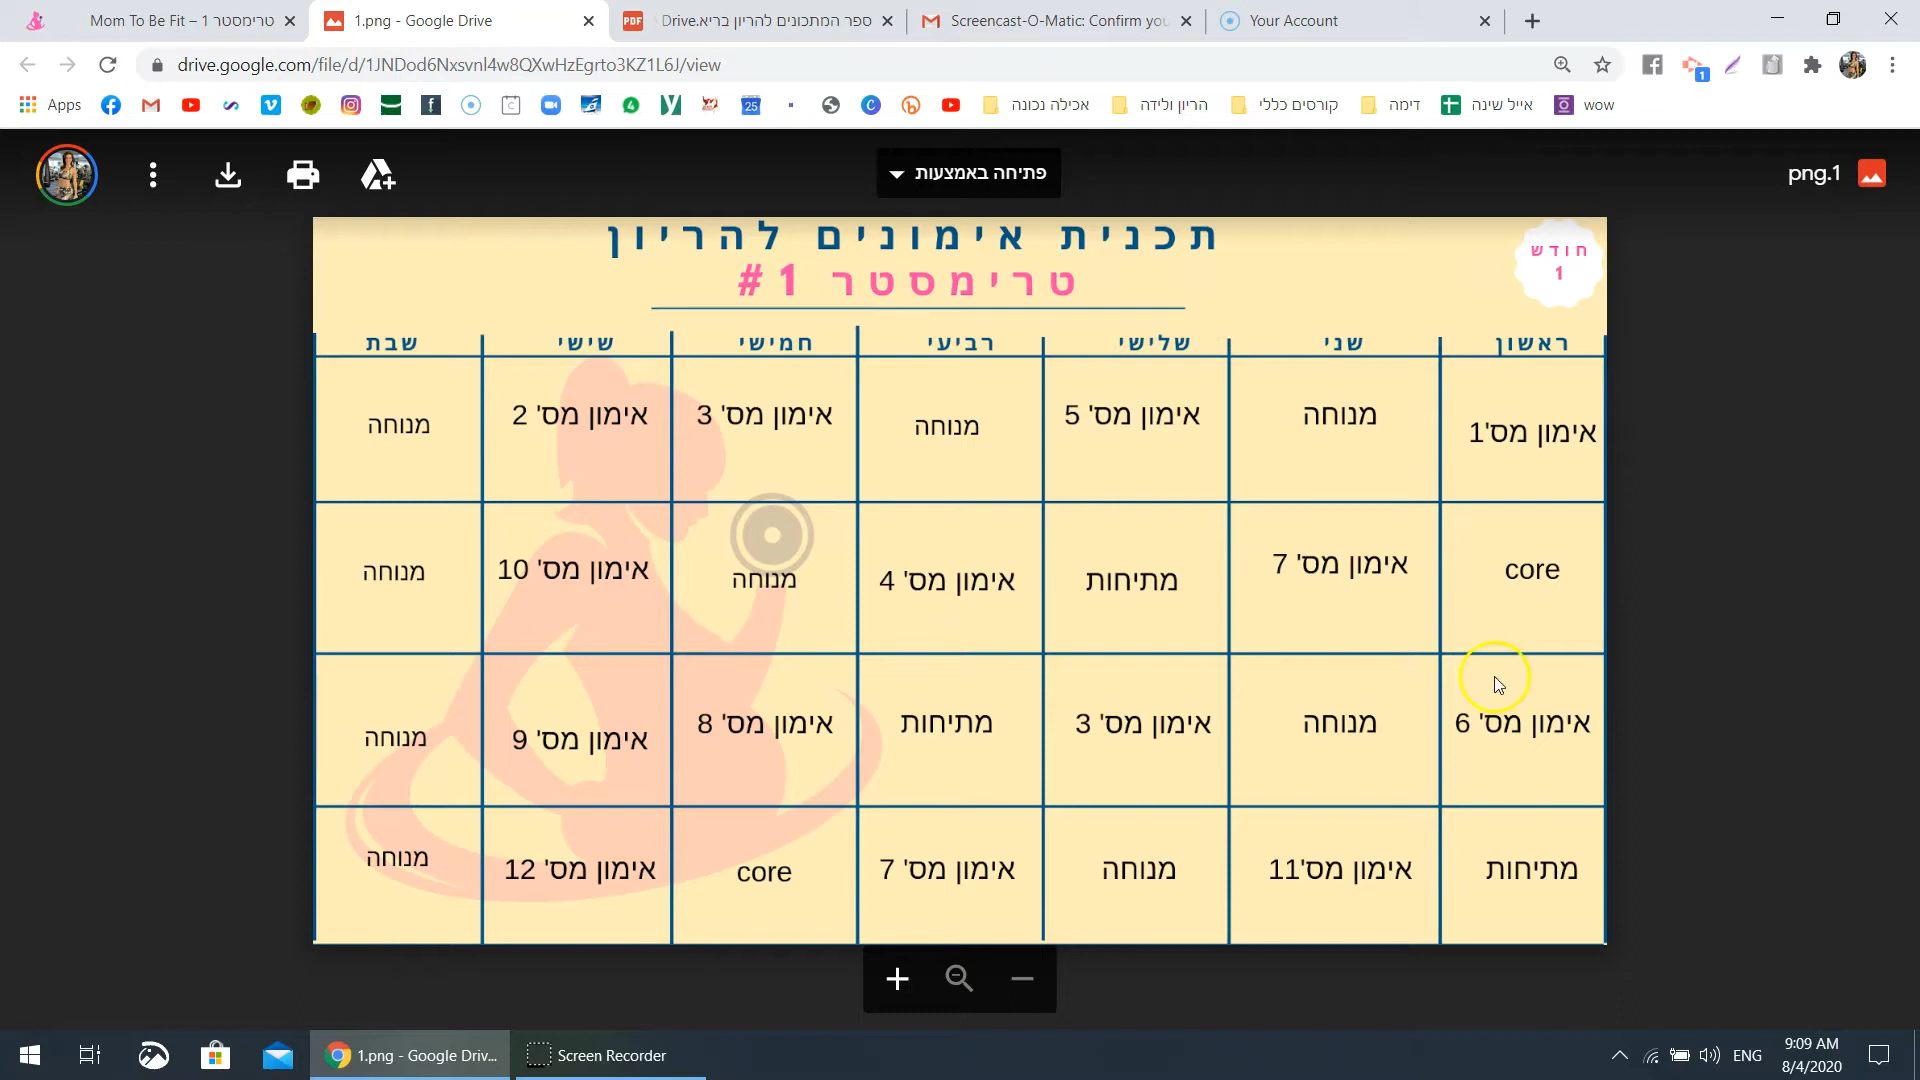 Mom To Be Fit – טרימסטר 1
1.png - Google Drive
ספר המתכונים להריון בריא.Drive
Screencast-O-Matic: Confirm you
Your Account
drive.google.com/file/d/1JNDod6Nxsvnl4w8QXwHzEgrto3KZ1L6J/view
1
Apps
25
אכילה נכונה
הריון ולידה
קורסים כללי
דימה
אייל שינה
wow
פתיחה באמצעות
png.1
תכנית אימונים להריון
טרימסטר 1#
חודש
1
ראשון שני שלישי רביעי חמישי שישי שבת
אימון מס'1 מנוחה אימון מס' 5 מנוחה אימון מס' 3 אימון מס' 2 מנוחה
core אימון מס' 7 מתיחות אימון מס' 4 מנוחה אימון מס' 10 מנוחה
אימון מס' 6 מנוחה אימון מס' 3 מתיחות אימון מס' 8 אימון מס' 9 מנוחה
מתיחות אימון מס'11 מנוחה אימון מס' 7 core אימון מס' 12 מנוחה
1.png - Google Driv...
Screen Recorder
ENG
9:09 AM
8/4/2020